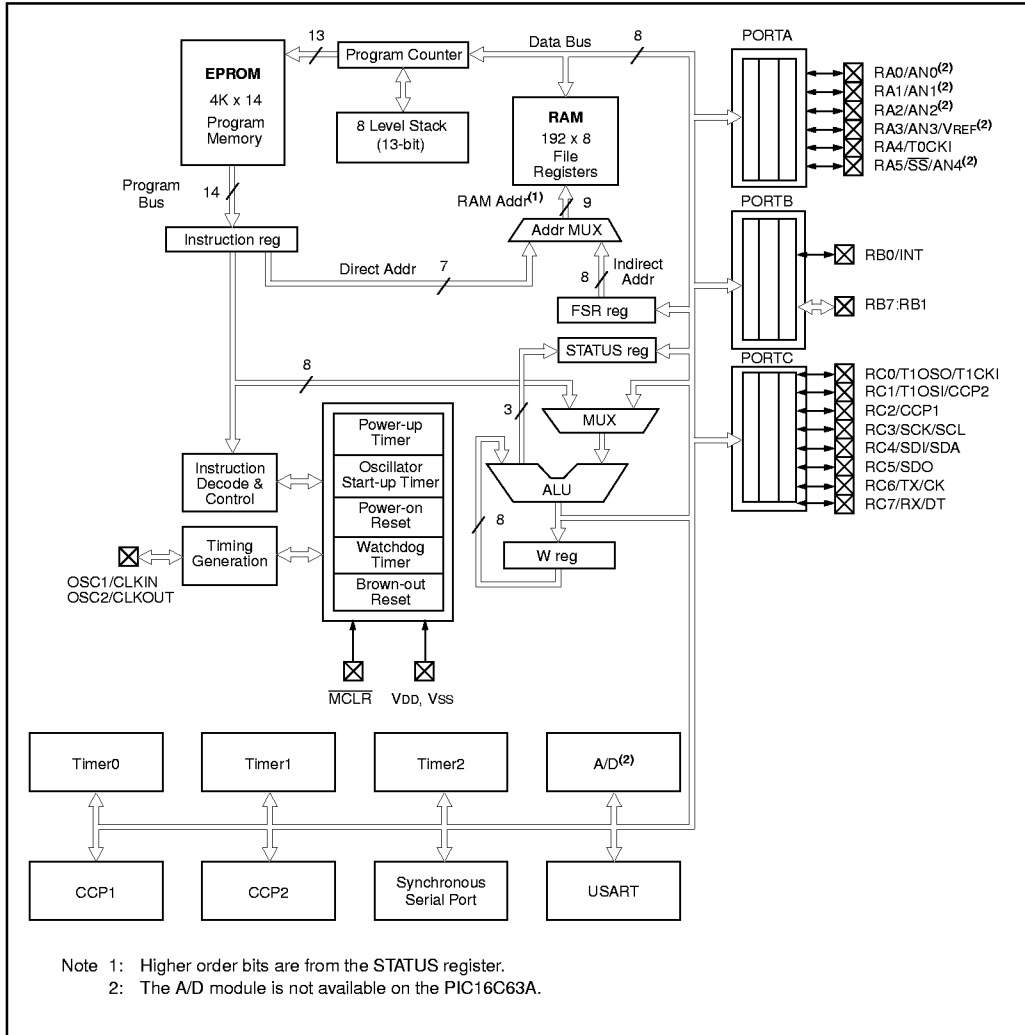 13
Program Counter
Data Bus
8
PORTA
EPROM
4K x 14
Program
Memory
8 Level Stack
(13-bit)
RAM
192 x 8
File
Registers
RA0/AN0(2)
RA1/AN1(2)
RA2/AN2(2)
RA3/AN3/VREF(2)
RA4/T0CKI
RA5/SS/AN4(2)
Program
Bus
14
RAM Addr(1)
9
PORTB
Instruction reg
Addr MUX
Direct Addr
7
8
Indirect
Addr
RB0/INT
FSR reg
RB7:RB1
STATUS reg
PORTC
8
3
MUX
RC0/T1OSO/T1CKI
RC1/T1OSI/CCP2
RC2/CCP1
RC3/SCK/SCL
RC4/SDI/SDA
RC5/SDO
RC6/TX/CK
RC7/RX/DT
Power-up
Timer
Instruction
Decode &
Control
Oscillator
Start-up Timer
ALU
Power-on
Reset
8
Timing
Generation
Watchdog
Timer
W reg
OSC1/CLKIN
OSC2/CLKOUT
Brown-out
Reset
MCLR
VDD, VSS
Timer0
Timer1
Timer2
A/D(2)
CCP1
CCP2
Synchronous
Serial Port
USART
Note 1: Higher order bits are from the STATUS register.
2: The A/D module is not available on the PIC16C63A.